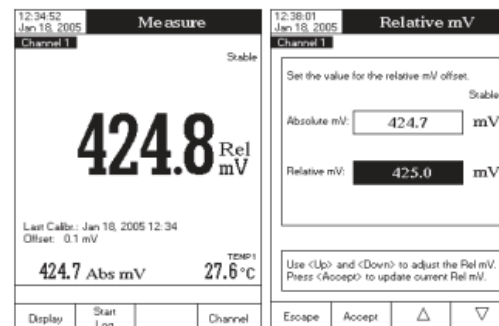 12:34:52
Jan 18, 2005
Measure
Channel 1
Stable
424.8 Rel mV
Last Calibr.: Jan 18, 2005 12:34
Offset: 0.1 mV
424.7 Abs mV
TEMP1
27.6 °C
Display
Start Log
Channel
12:38:01
Jan 18, 2005
Relative mV
Channel 1
Set the value for the relative mV offset.
Stable
Absolute mV: 424.7 mV
Relative mV: 425.0 mV
Use <Up> and <Down> to adjust the Rel mV.
Press <Accept> to update current Rel mV.
Escape
Accept
△
▽